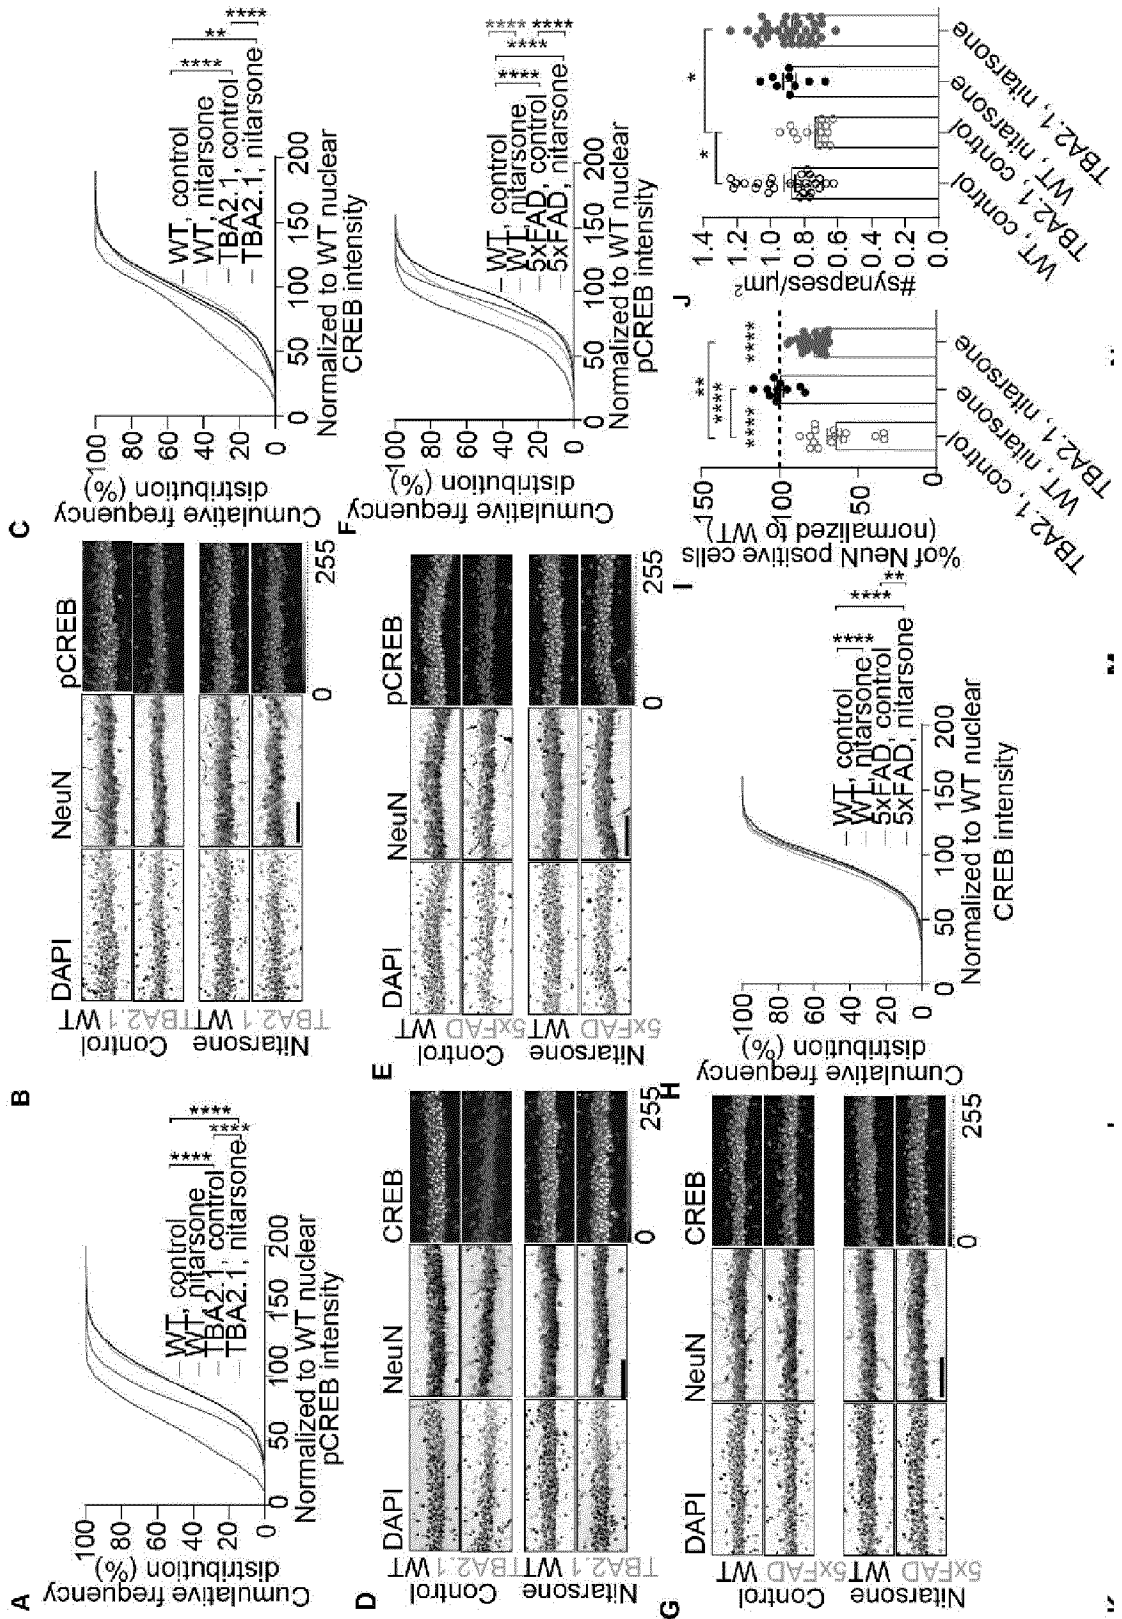 A
Cumulative frequency
distribution (%)
100
80
60
40
20
0
0 50 100 150 200
Normalized to WT nuclear
pCREB intensity
WT, control
WT, nitarsone
TBA2.1, control
TBA2.1, nitarsone
****
****
****
B
DAPI NeuN pCREB
WT
TBA2.1
Control
WT
TBA2.1
Nitarsone
0 255
C
Cumulative frequency
distribution (%)
100
80
60
40
20
0
0 50 100 150 200
Normalized to WT nuclear
CREB intensity
WT, control
WT, nitarsone
TBA2.1, control
TBA2.1, nitarsone
****
**
****
D
DAPI NeuN CREB
WT
TBA2.1
Control
WT
TBA2.1
Nitarsone
0 255
E
DAPI NeuN pCREB
WT
5xFAD
Control
WT
5xFAD
Nitarsone
0 255
F
Cumulative frequency
distribution (%)
100
80
60
40
20
0
0 50 100 150 200
Normalized to WT nuclear
pCREB intensity
WT, control
WT, nitarsone
5xFAD, control
5xFAD, nitarsone
****
****
****
****
G
DAPI NeuN CREB
WT
5xFAD
Control
WT
5xFAD
Nitarsone
0 255
H
Cumulative frequency
distribution (%)
100
80
60
40
20
0
0 50 100 150 200
Normalized to WT nuclear
CREB intensity
WT, control
WT, nitarsone
5xFAD, control
5xFAD, nitarsone
****
****
**
I
%of NeuN positive cells
(normalized to WT)
150
100
50
0
**
****
**** ****
TBA2.1, control
WT, nitarsone
TBA2.1, nitarsone
J
#synapses/µm²
1.4
1.2
1.0
0.8
0.6
0.4
0.2
0.0
*
*
WT, control
TBA2.1, control
WT, nitarsone
TBA2.1, nitarsone